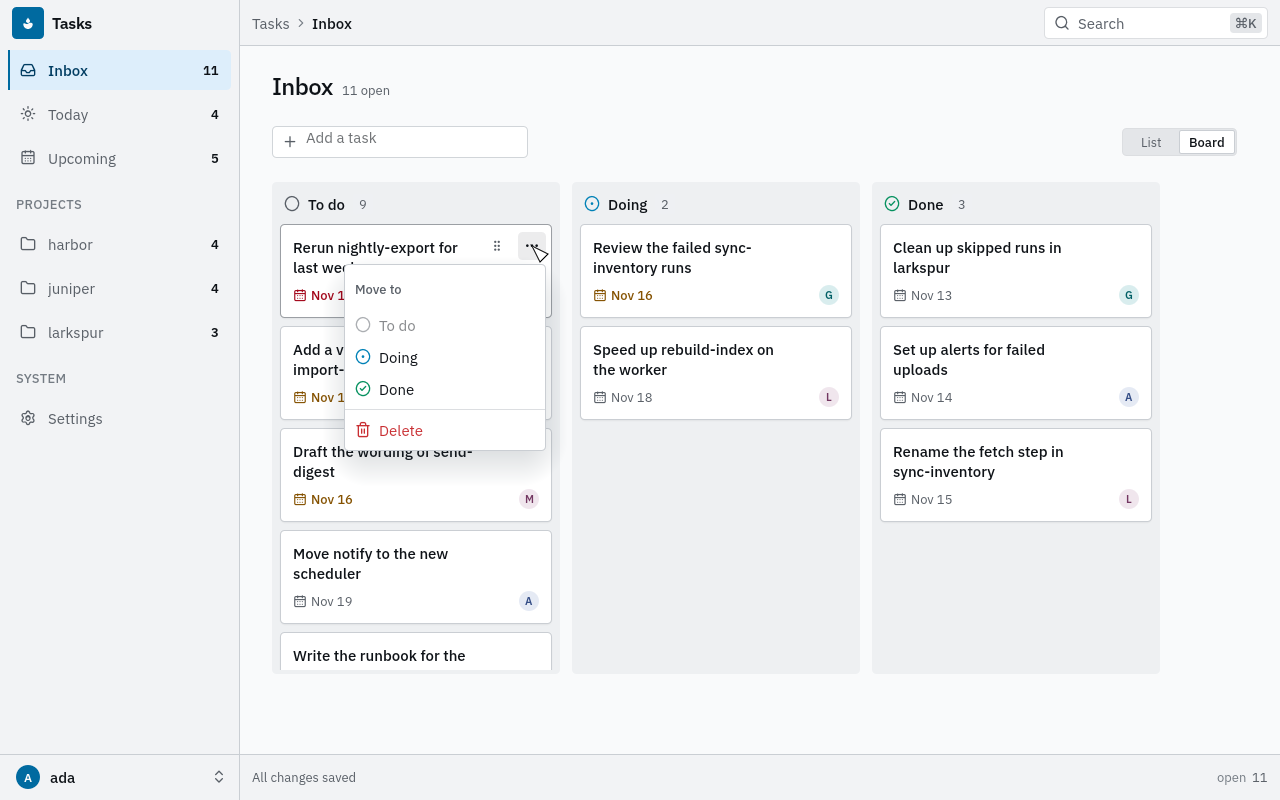 Tasks
Inbox 11
Today 4
Upcoming 5
PROJECTS
harbor 4
juniper 4
larkspur 3
SYSTEM
Settings
A ada
Tasks > Inbox
Search ⌘K
Inbox 11 open
Add a task
List Board
To do 9
Rerun nightly-export for
last
Nov
Move to
To do
Doing
Done
Delete
Add a
import-
Nov
Draft the wording of send-
digest
Nov 16 M
Move notify to the new
scheduler
Nov 19 A
Write the runbook for the
Doing 2
Review the failed sync-
inventory runs
Nov 16 G
Speed up rebuild-index on
the worker
Nov 18 L
Done 3
Clean up skipped runs in
larkspur
Nov 13 G
Set up alerts for failed
uploads
Nov 14 A
Rename the fetch step in
sync-inventory
Nov 15 L
All changes saved
open 11